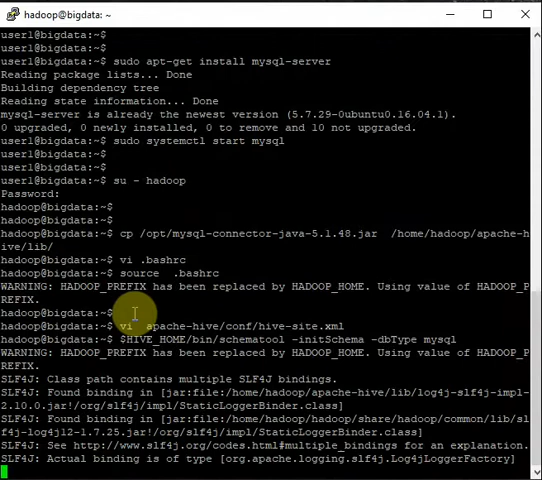 hadoop@bigdata: ~
user1@bigdata:~$
user1@bigdata:~$
user1@bigdata:~$ sudo apt-get install mysql-server
Reading package lists... Done
Building dependency tree
Reading state information... Done
mysql-server is already the newest version (5.7.29-0ubuntu0.16.04.1).
0 upgraded, 0 newly installed, 0 to remove and 10 not upgraded.
user1@bigdata:~$ sudo systemctl start mysql
user1@bigdata:~$
user1@bigdata:~$
user1@bigdata:~$ su - hadoop
Password:
hadoop@bigdata:~$
hadoop@bigdata:~$
hadoop@bigdata:~$ cp /opt/mysql-connector-java-5.1.48.jar  /home/hadoop/apache-h
ive/lib/
hadoop@bigdata:~$ vi .bashrc
hadoop@bigdata:~$ source  .bashrc
WARNING: HADOOP_PREFIX has been replaced by HADOOP_HOME. Using value of HADOOP_P
REFIX.
hadoop@bigdata:~$
hadoop@bigdata:~$ vi  apache-hive/conf/hive-site.xml
hadoop@bigdata:~$ $HIVE_HOME/bin/schematool -initSchema -dbType mysql
WARNING: HADOOP_PREFIX has been replaced by HADOOP_HOME. Using value of HADOOP_P
REFIX.
SLF4J: Class path contains multiple SLF4J bindings.
SLF4J: Found binding in [jar:file:/home/hadoop/apache-hive/lib/log4j-slf4j-impl-
2.10.0.jar!/org/slf4j/impl/StaticLoggerBinder.class]
SLF4J: Found binding in [jar:file:/home/hadoop/hadoop/share/hadoop/common/lib/sl
f4j-log4j12-1.7.25.jar!/org/slf4j/impl/StaticLoggerBinder.class]
SLF4J: See http://www.slf4j.org/codes.html#multiple_bindings for an explanation.
SLF4J: Actual binding is of type [org.apache.logging.slf4j.Log4jLoggerFactory]